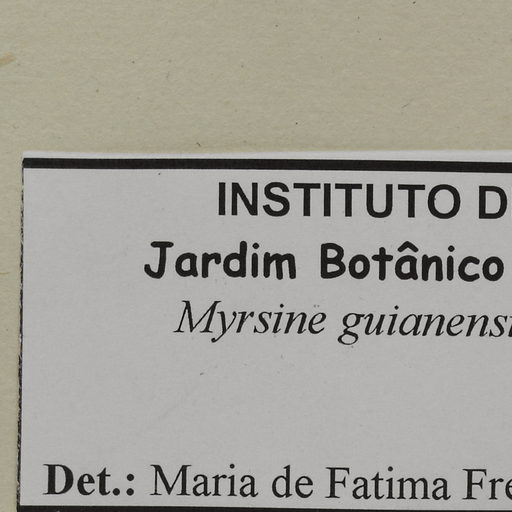 INSTITUTO D
Jardim Botânico
Myrsine guianensi
Det.: Maria de Fatima Fre